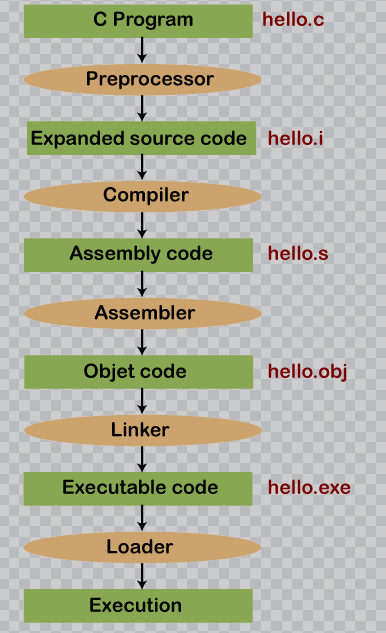 C Program hello.c
Preprocessor
Expanded source code hello.i
Compiler
Assembly code hello.s
Assembler
Objet code hello.obj
Linker
Executable code hello.exe
Loader
Execution